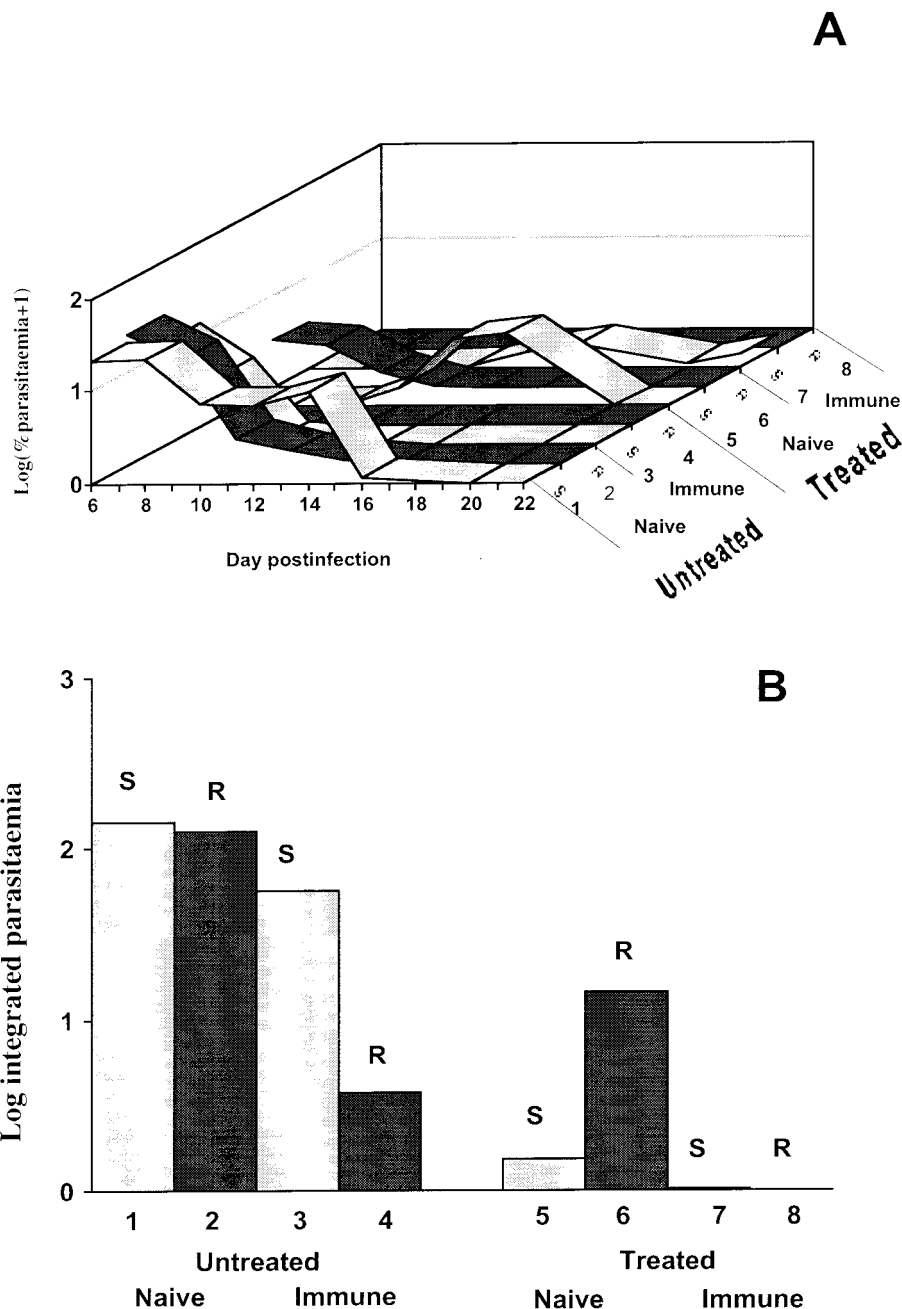 A
Log(% parasitaemia+1)
2
1
0
6 8 10 12 14 16 18 20 22
Day postinfection
S R S R S R S R
1 2 3 4 5 6 7 8
Naive
Immune
Naive
Immune
Untreated
Treated
B
Log integrated parasitaemia
3
2
1
0
S R S R S R S R
1 2 3 4 5 6 7 8
Untreated Treated
Naive Immune Naive Immune